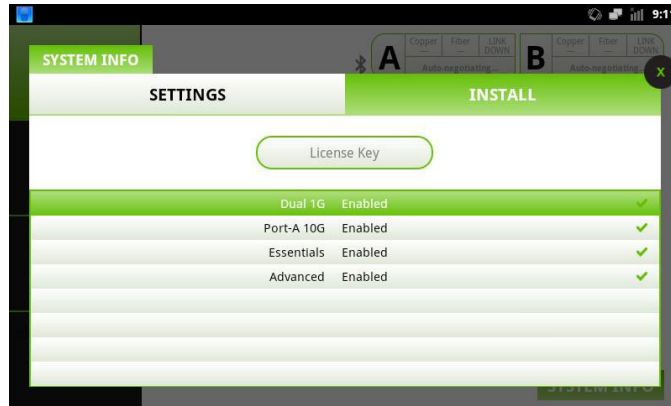 9:1
Copper Fiber LINK DOWN
Copper Fiber LINK DOWN
A
B
Auto-negotiating...
Auto-negotiating...
SYSTEM INFO
X
SETTINGS INSTALL
License Key
Dual 1G Enabled
Port-A 10G Enabled
Essentials Enabled
Advanced Enabled
SYSTEM INFO